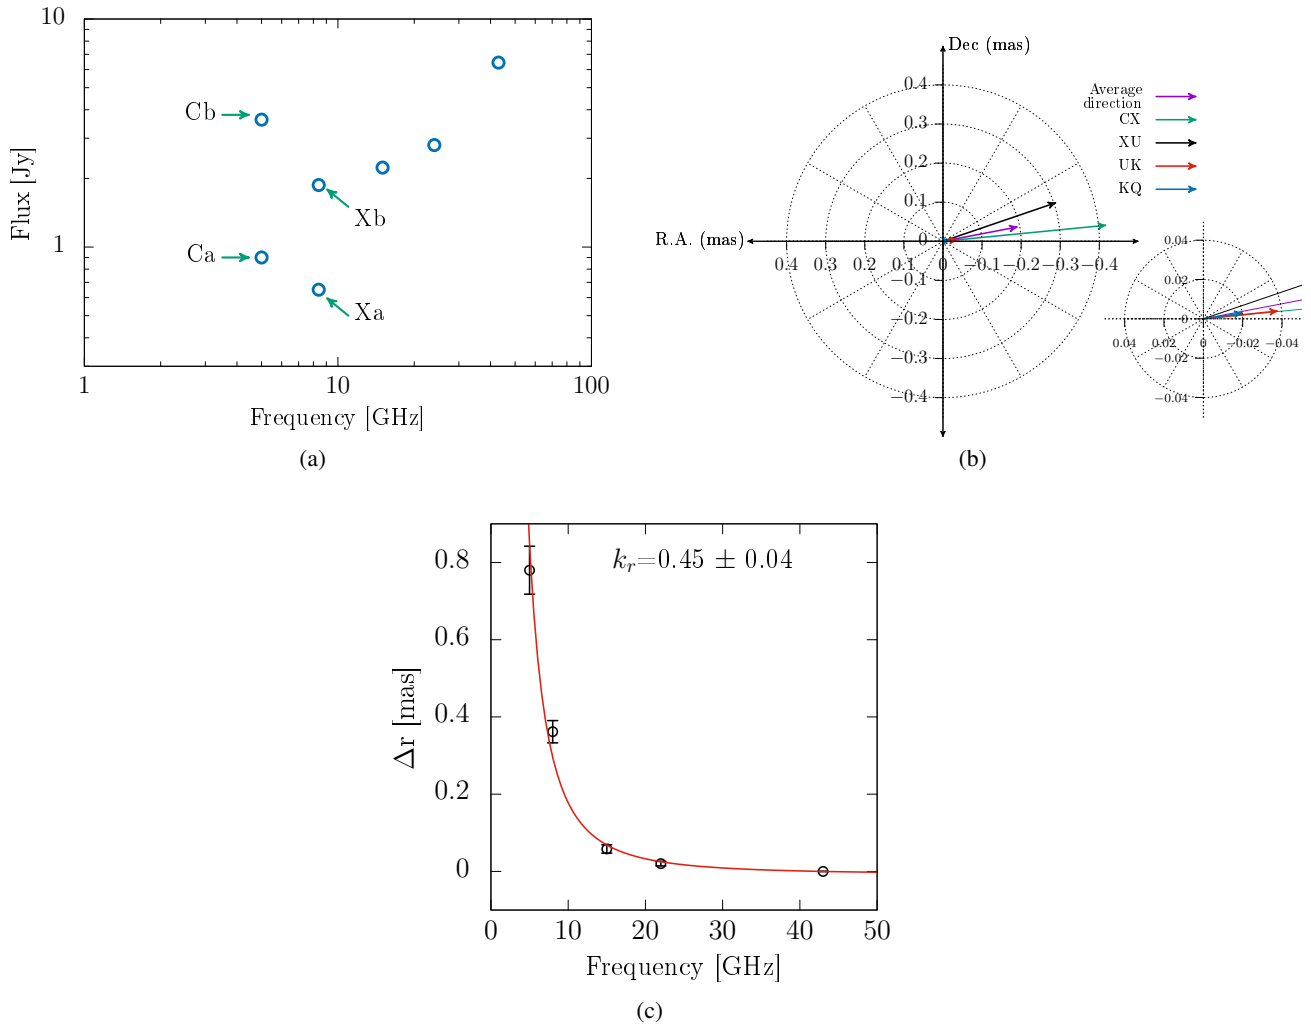 10
1
Flux [Jy]
Cb
Ca
Xb
Xa
1
10
100
Frequency [GHz]
(a)
Dec (mas)
0.4
0.3
0.2
0.1
0
−0.1
−0.2
−0.3
−0.4
R.A. (mas)
0.4 0.3 0.2 0.1 0 −0.1 −0.2 −0.3 −0.4
Average
direction
CX
XU
UK
KQ
0.04
0.02
0
−0.02
−0.04
0.04 0.02 0 −0.02 −0.04
(b)
k_r=0.45 ± 0.04
0.8
0.6
0.4
0.2
0
Δr [mas]
0 10 20 30 40 50
Frequency [GHz]
(c)